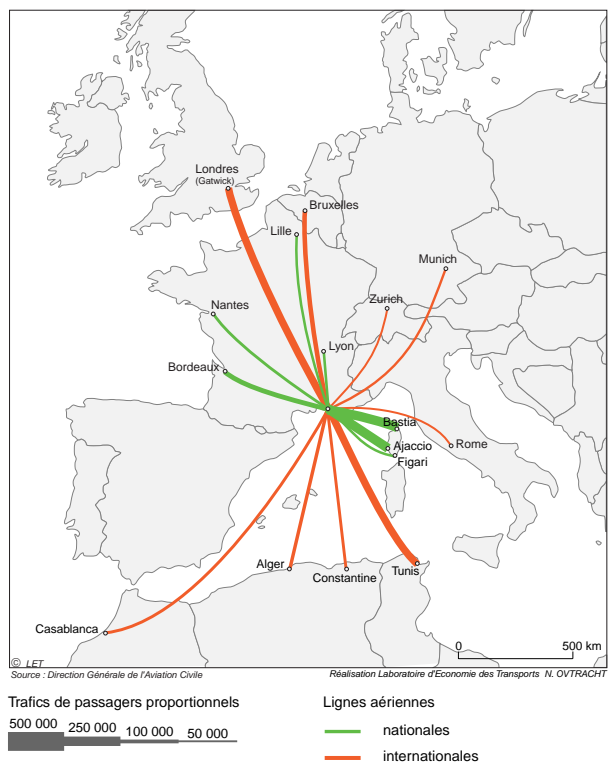 Londres
(Gatwick)
Bruxelles
Lille
Munich
Zurich
Nantes
Lyon
Bordeaux
Bastia
Ajaccio
Rome
Figari
Alger
Constantine
Tunis
Casablanca
0 500 km
© LET
Source : Direction Générale de l'Aviation Civile
Réalisation Laboratoire d'Economie des Transports N. OVTRACHT
Trafics de passagers proportionnels
500 000 250 000 100 000 50 000
Lignes aériennes
nationales
internationales